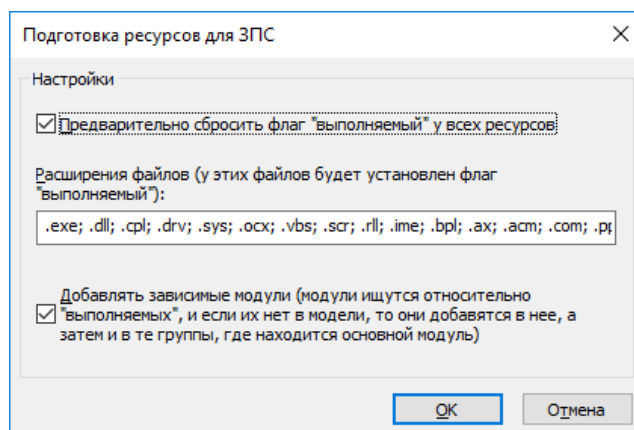 Подготовка ресурсов для ЗПС
Настройки
Предварительно сбросить флаг "выполняемый" у всех ресурсов
Расширения файлов (у этих файлов будет установлен флаг
"выполняемый"):
.exe; .dll; .cpl; .drv; .sys; .ocx; .vbs; .scr; .rll; .ime; .bpl; .ax; .acm; .com; .pp
Добавлять зависимые модули (модули ищутся относительно
"выполняемых", и если их нет в модели, то они добавятся в нее, а
затем и в те группы, где находится основной модуль)
OK
Отмена